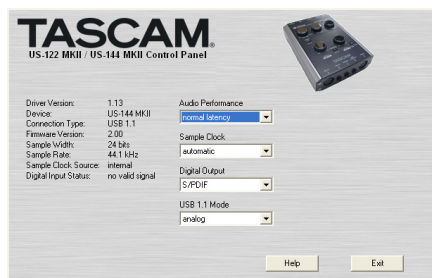 TASCAM®
US-122 MKII / US-144 MKII Control Panel
Driver Version: 1.13
Device: US-144 MKII
Connection Type: USB 1.1
Firmware Version: 2.00
Sample Width: 24 bits
Sample Rate: 44.1 kHz
Sample Clock Source: internal
Digital Input Status: no valid signal
Audio Performance
normal latency
Sample Clock
automatic
Digital Output
S/PDIF
USB 1.1 Mode
analog
Help
Exit